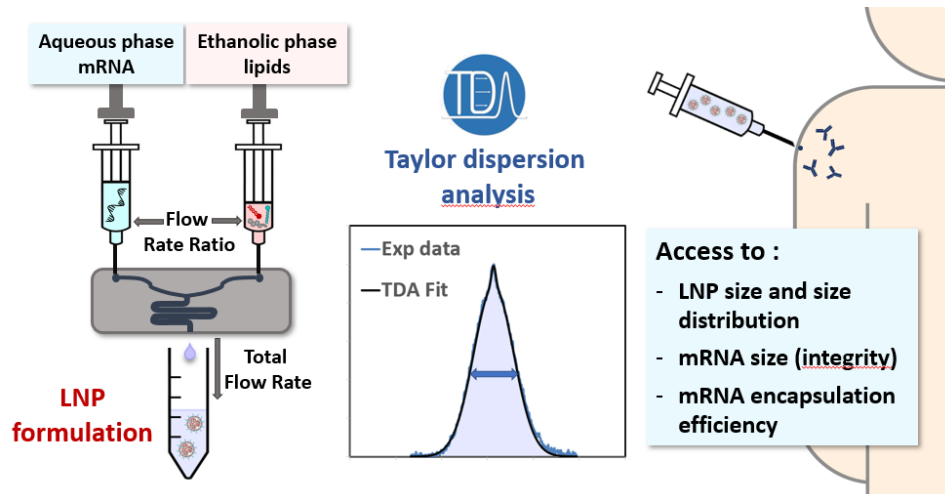 Aqueous phase
mRNA
Ethanolic phase
lipids
Flow
Rate Ratio
Total
Flow Rate
LNP
formulation
TDA
Taylor dispersion
analysis
Exp data
TDA Fit
Access to :
- LNP size and size
distribution
- mRNA size (integrity)
- mRNA encapsulation
efficiency